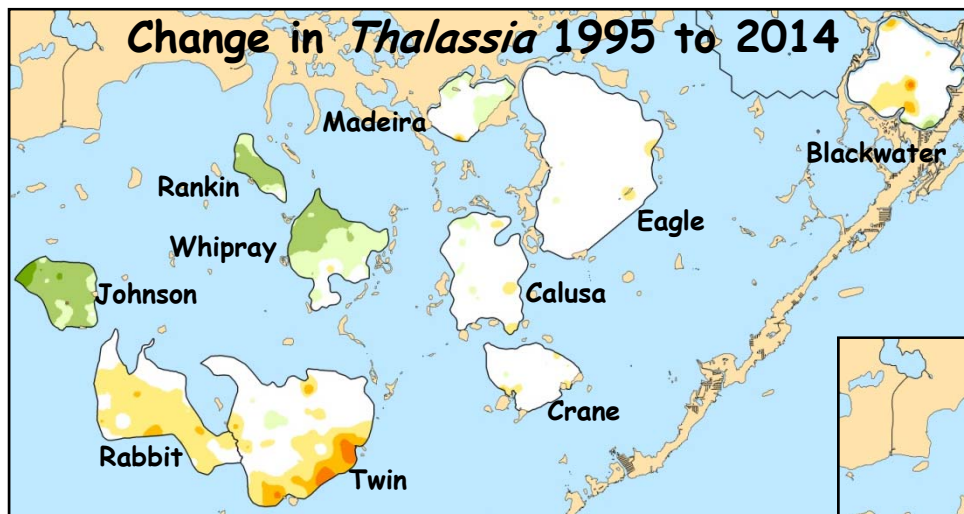 Change in Thalassia 1995 to 2014
Madeira
Blackwater
Rankin
Eagle
Whipray
Johnson
Calusa
Crane
Rabbit
Twin